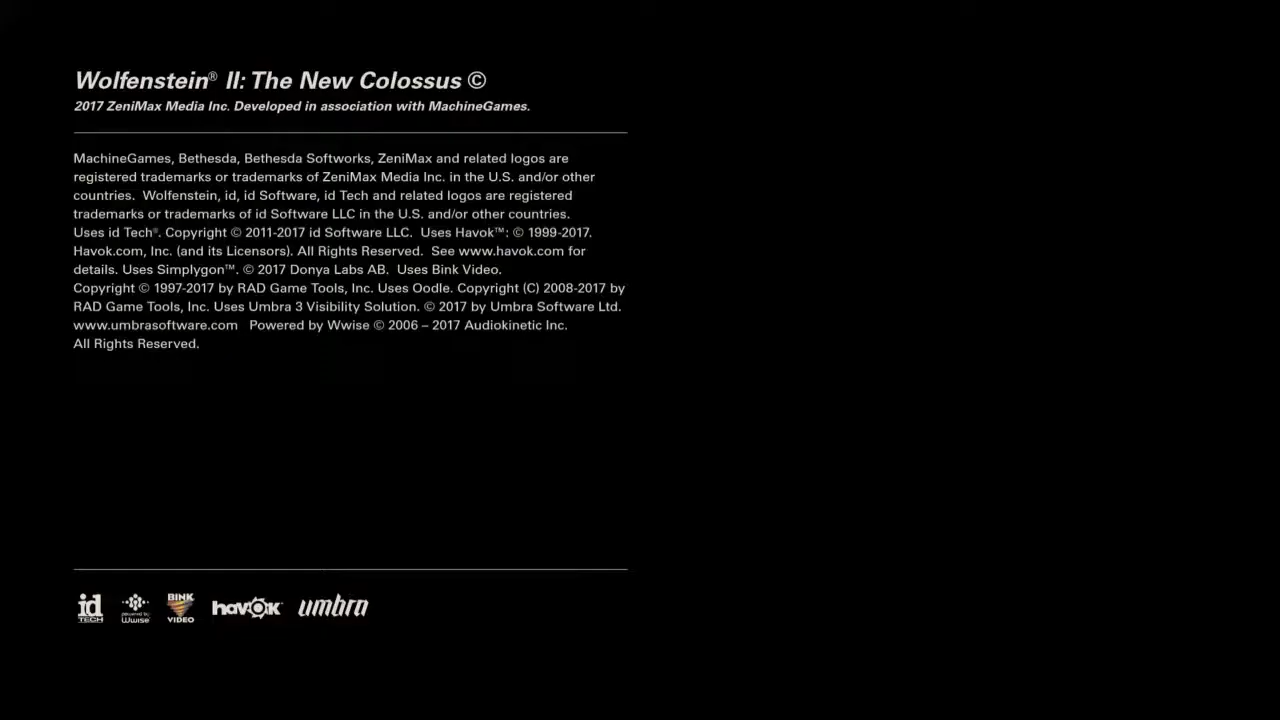 Wolfenstein® II: The New Colossus ©
2017 ZeniMax Media Inc. Developed in association with MachineGames.
MachineGames, Bethesda, Bethesda Softworks, ZeniMax and related logos are
registered trademarks or trademarks of ZeniMax Media Inc. in the U.S. and/or other
countries.  Wolfenstein, id, id Software, id Tech and related logos are registered
trademarks or trademarks of id Software LLC in the U.S. and/or other countries.
Uses id Tech®. Copyright © 2011-2017 id Software LLC.  Uses Havok™: © 1999-2017.
Havok.com, Inc. (and its Licensors). All Rights Reserved.  See www.havok.com for
details. Uses Simplygon™. © 2017 Donya Labs AB.  Uses Bink Video.
Copyright © 1997-2017 by RAD Game Tools, Inc. Uses Oodle. Copyright (C) 2008-2017 by
RAD Game Tools, Inc. Uses Umbra 3 Visibility Solution. © 2017 by Umbra Software Ltd.
www.umbrasoftware.com   Powered by Wwise © 2006 – 2017 Audiokinetic Inc.
All Rights Reserved.
id TECH
powered by Wwise
BINK VIDEO
havok
umbra